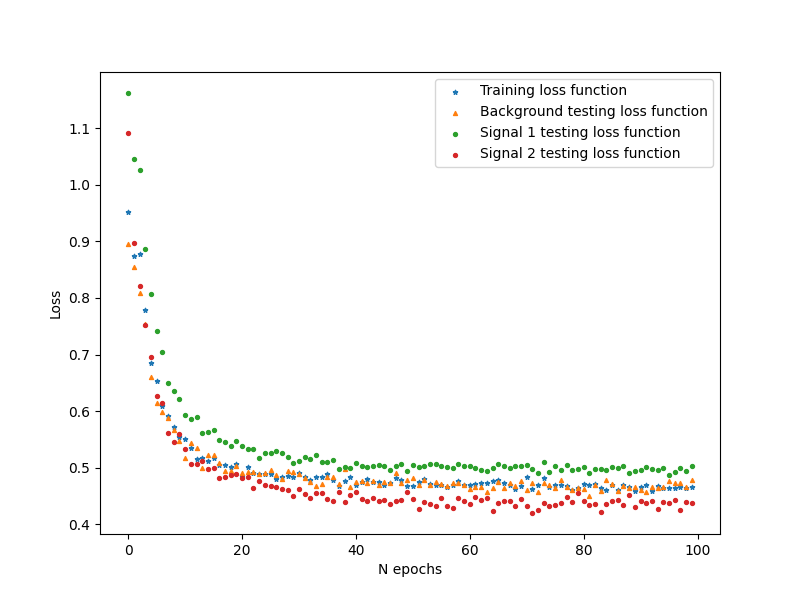 Training loss function
Background testing loss function
Signal 1 testing loss function
Signal 2 testing loss function
1.1
1.0
0.9
0.8
0.7
0.6
0.5
0.4
Loss
0 20 40 60 80 100
N epochs